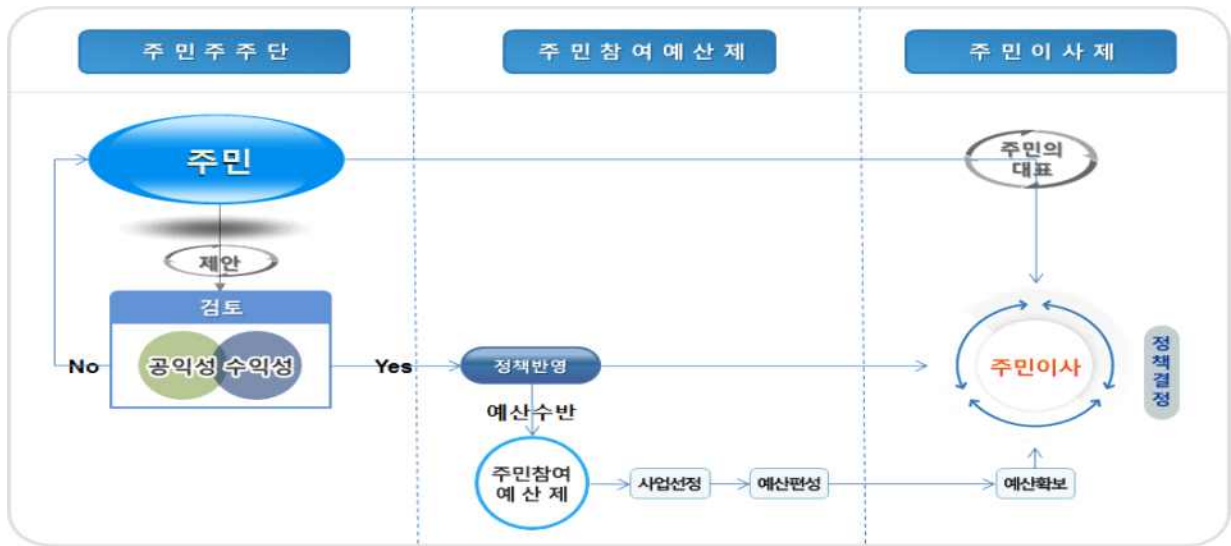 주민주주단
주민참여예산제
주민이사제
주민
주민의
대표
제안
검토
공익성 수익성
No
Yes
정책반영
예산수반
주민참여
예산제
사업선정
예산편성
예산확보
주민이사
정책결정